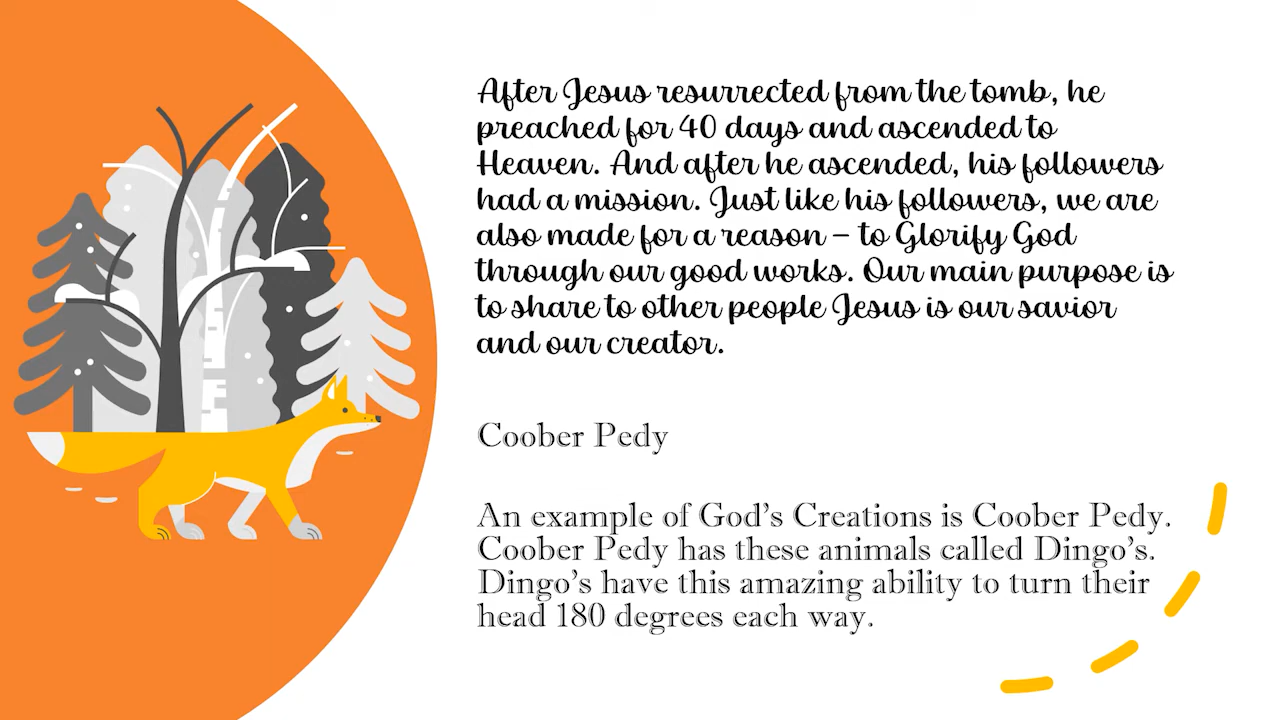 After Jesus resurrected from the tomb, he
preached for 40 days and ascended to
Heaven. And after he ascended, his followers
had a mission. Just like his followers, we are
also made for a reason – to Glorify God
through our good works. Our main purpose is
to share to other people Jesus is our savior
and our creator.
Coober Pedy
An example of God’s Creations is Coober Pedy.
Coober Pedy has these animals called Dingo’s.
Dingo’s have this amazing ability to turn their
head 180 degrees each way.